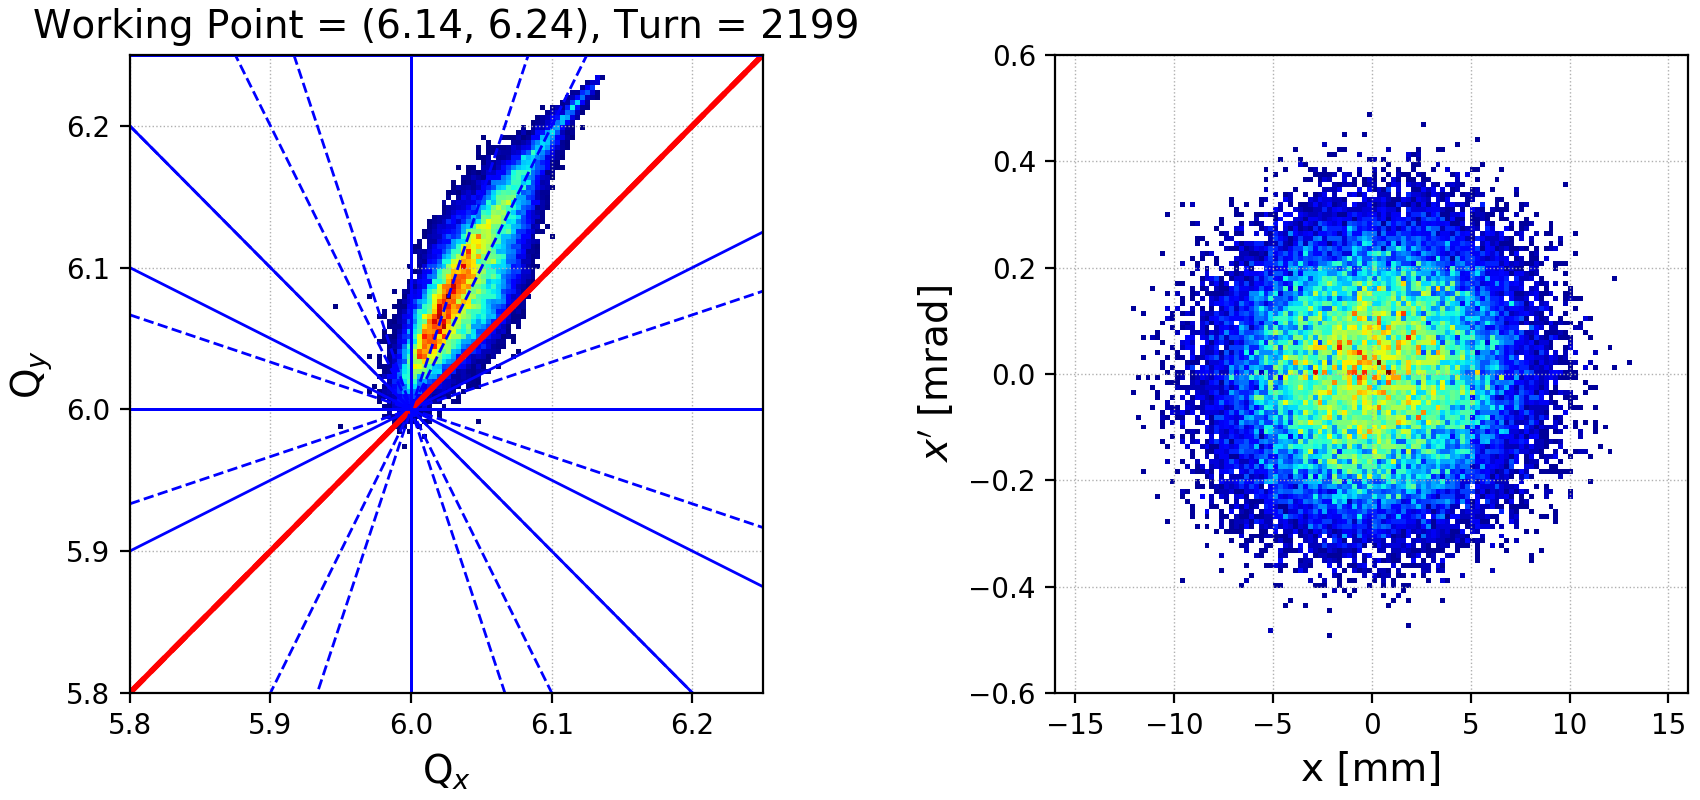 Working Point = (6.14, 6.24), Turn = 2199
6.2
6.1
6.0
5.9
5.8
Q_y
5.8 5.9 6.0 6.1 6.2
Q_x
0.6
0.4
0.2
0.0
−0.2
−0.4
−0.6
x′ [mrad]
−15 −10 −5 0 5 10 15
x [mm]